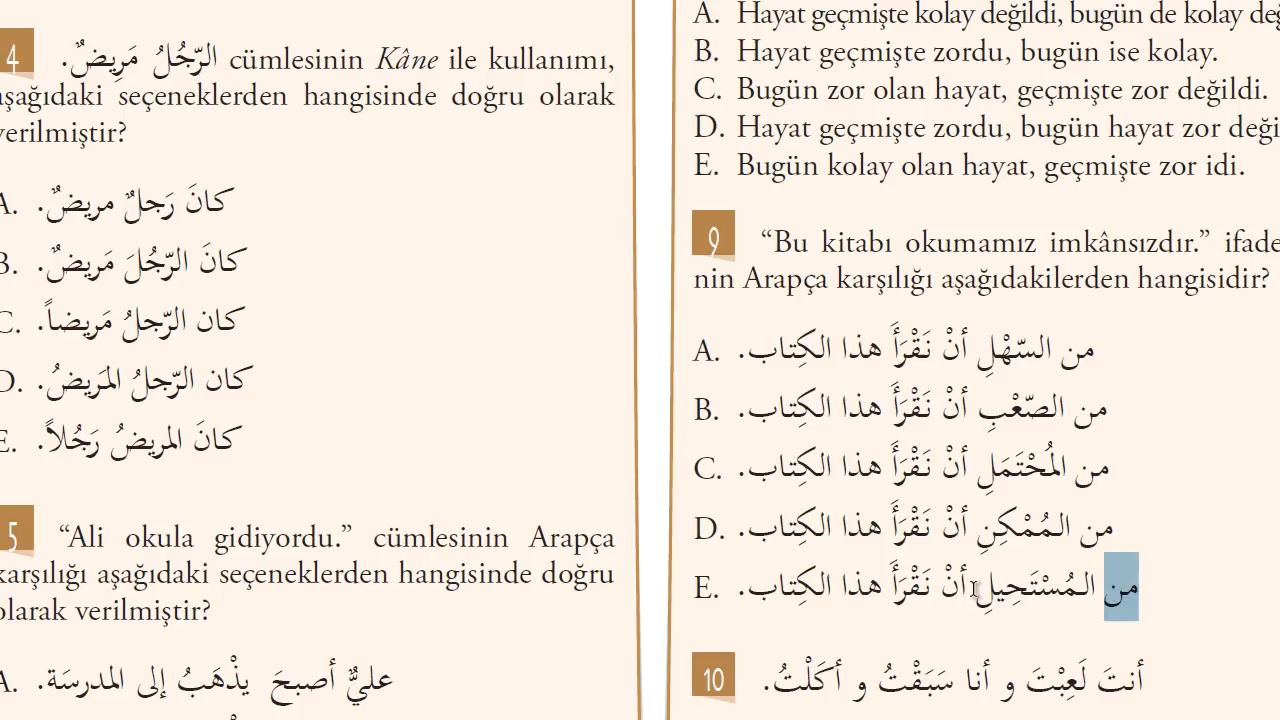 4 الرّجُلُ مَرِيضٌ. cümlesinin Kâne ile kullanımı,
aşağıdaki seçeneklerden hangisinde doğru olarak
verilmiştir?
A. كانَ رَجلٌ مريضٌ.
B. كانَ الرّجُلَ مَريضٌ.
C. كان الرّجلُ مَريضاً.
D. كان الرّجلُ المَريضُ.
E. كانَ المريضُ رَجُلاً.
5 “Ali okula gidiyordu.” cümlesinin Arapça
karşılığı aşağıdaki seçeneklerden hangisinde doğru
olarak verilmiştir?
A. عليٌّ أصبحَ يذْهَبُ إلى المدرسَة.
A. Hayat geçmişte kolay değildi, bugün de kolay değ
B. Hayat geçmişte zordu, bugün ise kolay.
C. Bugün zor olan hayat, geçmişte zor değildi.
D. Hayat geçmişte zordu, bugün hayat zor deği
E. Bugün kolay olan hayat, geçmişte zor idi.
9 “Bu kitabı okumamız imkânsızdır.” ifade
nin Arapça karşılığı aşağıdakilerden hangisidir?
A. من السّهْلِ أنْ نَقْرَأَ هذا الكِتاب.
B. من الصّعْبِ أنْ نَقْرَأَ هذا الكِتاب.
C. من المُحْتَمَلِ أنْ نَقْرَأَ هذا الكِتاب.
D. من المُمْكِنِ أنْ نَقْرَأَ هذا الكِتاب.
E. من المُسْتَحِيلِ أنْ نَقْرَأَ هذا الكِتاب.
10 أنتَ لَعِبْتَ و أنا سَبَقْتُ و أكَلْتُ.